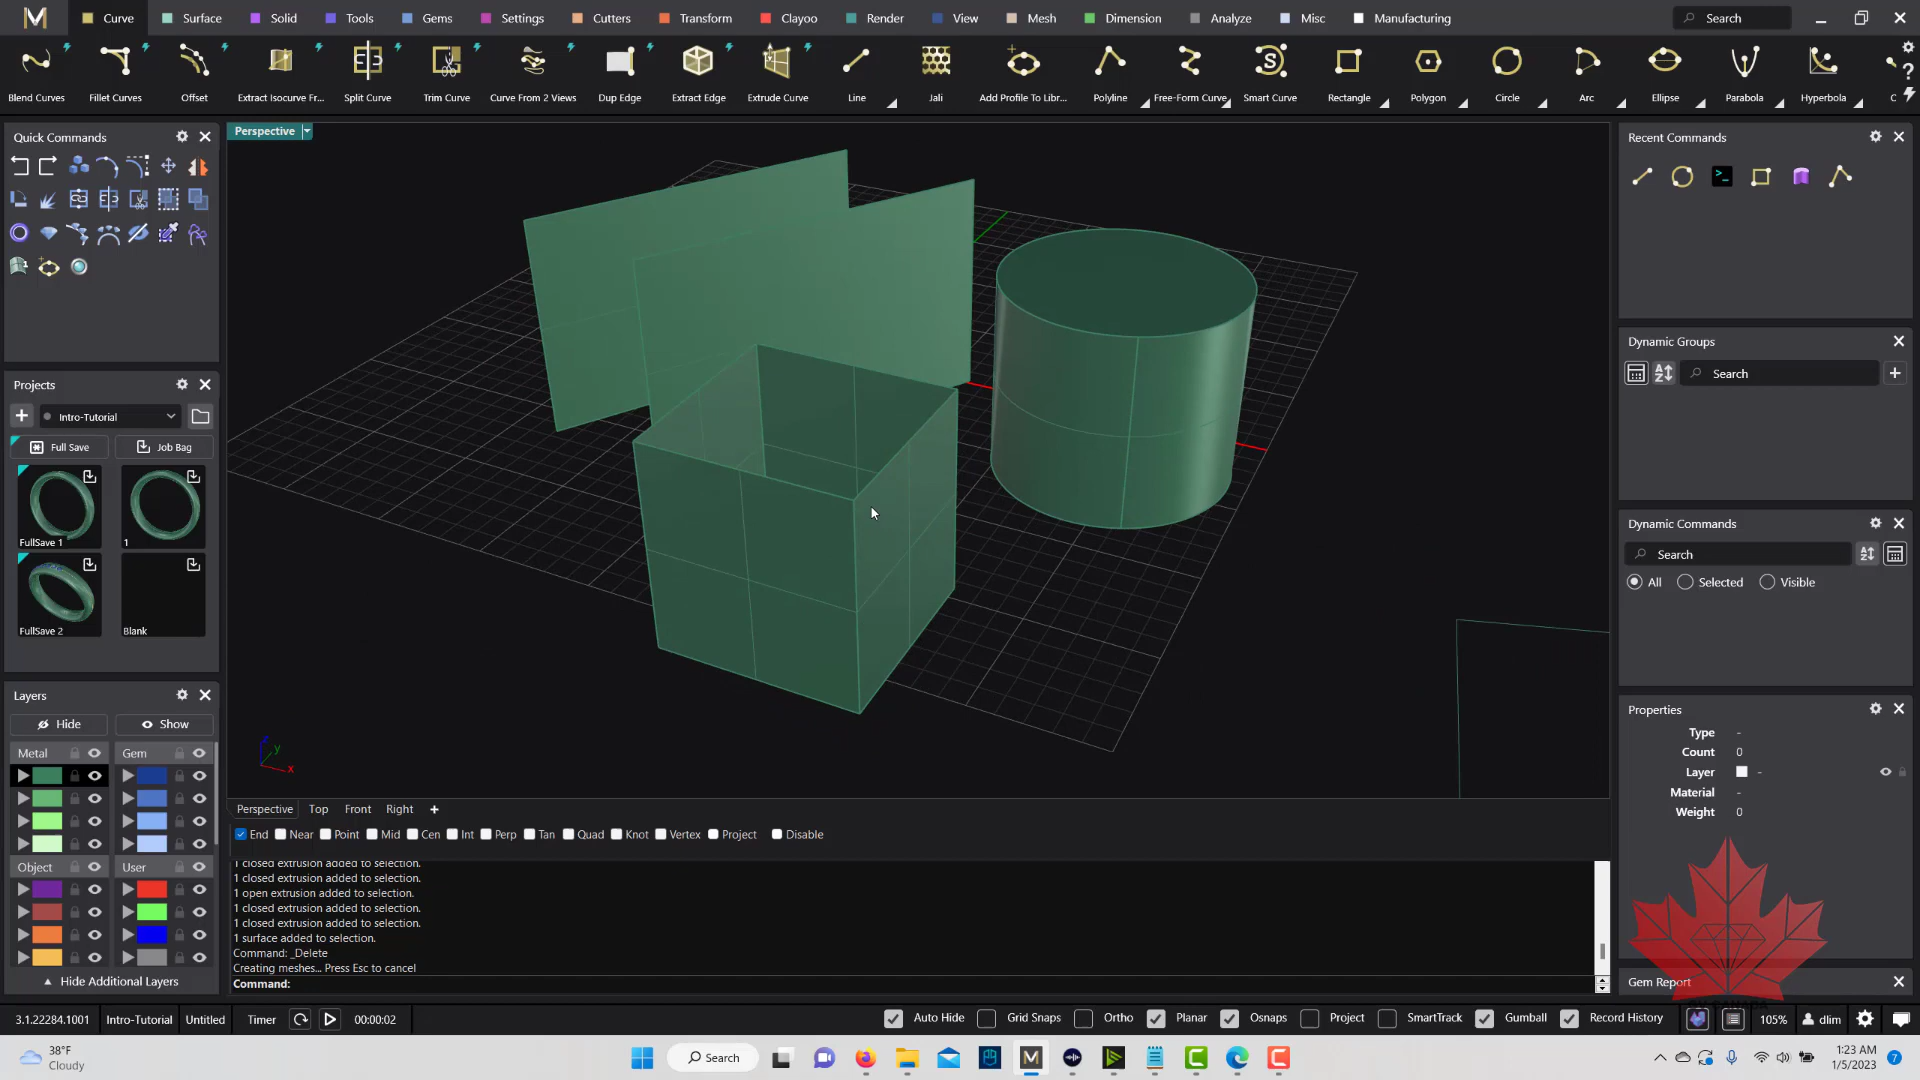 Curve Surface Solid Tools Gems Settings Cutters Transform Clayoo Render View Mesh Dimension Analyze Misc Manufacturing Search
Blend Curves Fillet Curves Offset Extract Isocurve Fr... Split Curve Trim Curve Curve From 2 Views Dup Edge Extract Edge Extrude Curve Line Jali Add Profile To Libr... Polyline Free-Form Curve Smart Curve Rectangle Polygon Circle Arc Ellipse Parabola Hyperbola C
Quick Commands
Projects
Intro-Tutorial
Full Save Job Bag
FullSave 1 1
FullSave 2 Blank
Layers
Hide Show
Metal Gem
Object User
Hide Additional Layers
Perspective
z
y
x
Perspective Top Front Right +
End Near Point Mid Cen Int Perp Tan Quad Knot Vertex Project Disable
1 closed extrusion added to selection.
1 closed extrusion added to selection.
1 open extrusion added to selection.
1 closed extrusion added to selection.
1 closed extrusion added to selection.
1 surface added to selection.
Command: _Delete
Creating meshes... Press Esc to cancel
Command:
Recent Commands
Dynamic Groups
Search
Dynamic Commands
Search
All Selected Visible
Properties
Type -
Count 0
Layer -
Material -
Weight 0
Gem Report
3.1.22284.1001 Intro-Tutorial Untitled Timer 00:00:02 Auto Hide Grid Snaps Ortho Planar Osnaps Project SmartTrack Gumball Record History 105% dlim
38°F
Cloudy
Search
1:23 AM
1/5/2023
7